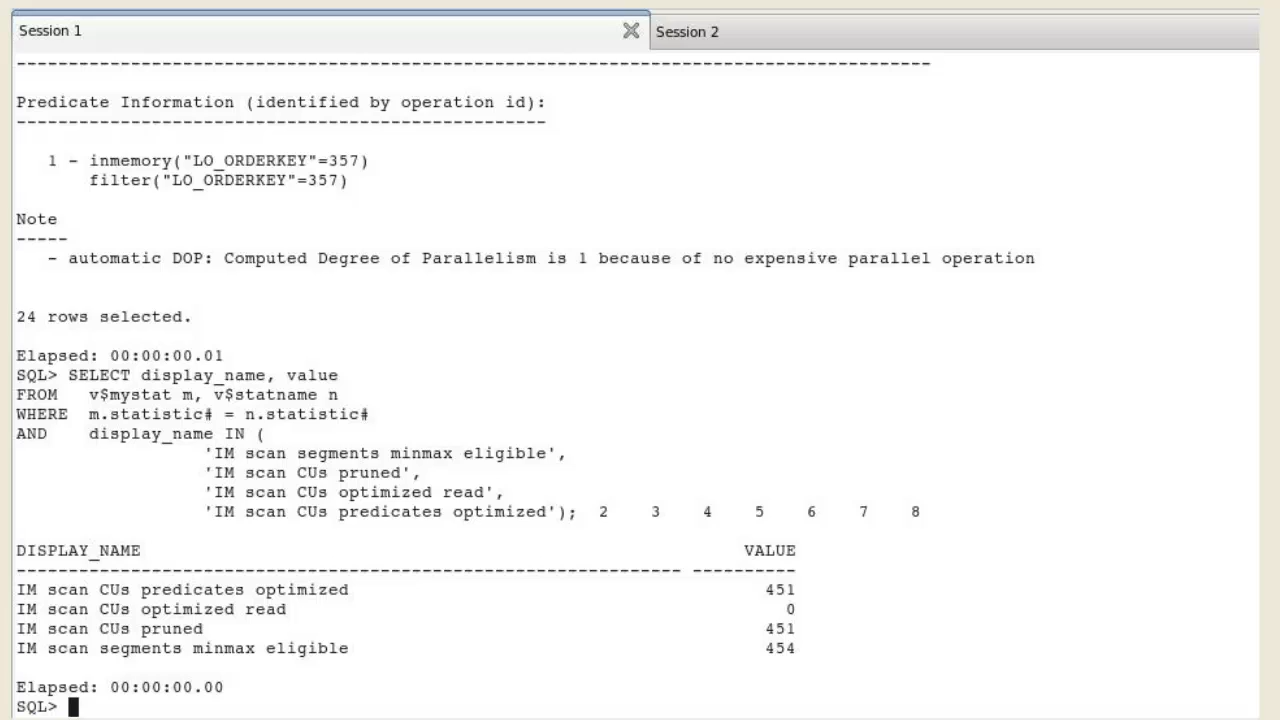 Session 1
Session 2
----------------------------------------------------------------------------------------
Predicate Information (identified by operation id):
---------------------------------------------------
   1 - inmemory("LO_ORDERKEY"=357)
       filter("LO_ORDERKEY"=357)
Note
-----
   - automatic DOP: Computed Degree of Parallelism is 1 because of no expensive parallel operation
24 rows selected.
Elapsed: 00:00:00.01
SQL> SELECT display_name, value
FROM   v$mystat m, v$statname n
WHERE  m.statistic# = n.statistic#
AND    display_name IN (
                  'IM scan segments minmax eligible',
                  'IM scan CUs pruned',
                  'IM scan CUs optimized read',
                  'IM scan CUs predicates optimized');  2    3    4    5    6    7    8
DISPLAY_NAME                                                          VALUE
---------------------------------------------------------------- ----------
IM scan CUs predicates optimized                                        451
IM scan CUs optimized read                                                0
IM scan CUs pruned                                                      451
IM scan segments minmax eligible                                        454
Elapsed: 00:00:00.00
SQL>